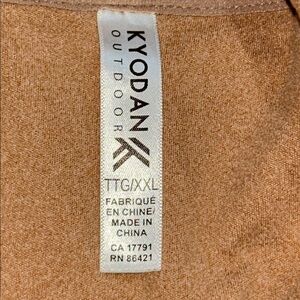 KYODAN
OUTDOOR
TTG/XXL
FABRIQUÉ
EN CHINE/
MADE IN
CHINA
CA 17791
RN 86421